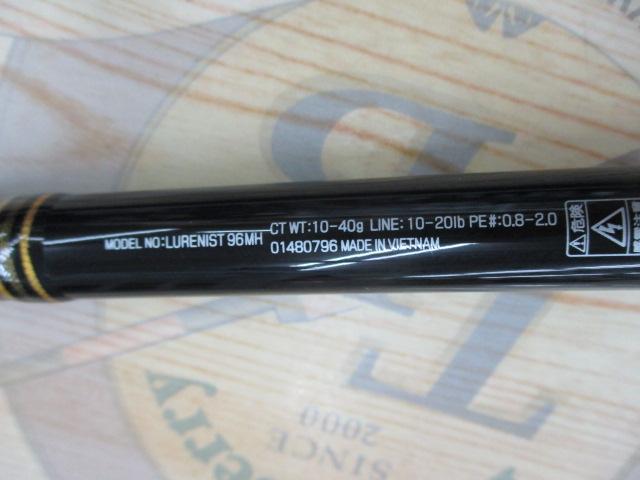 MODEL NO:LURENIST 96MH
CT WT:10-40g LINE:10-20lb PE#:0.8-2.0
01480796 MADE IN VIETNAM
危険
berry
SINCE
2000